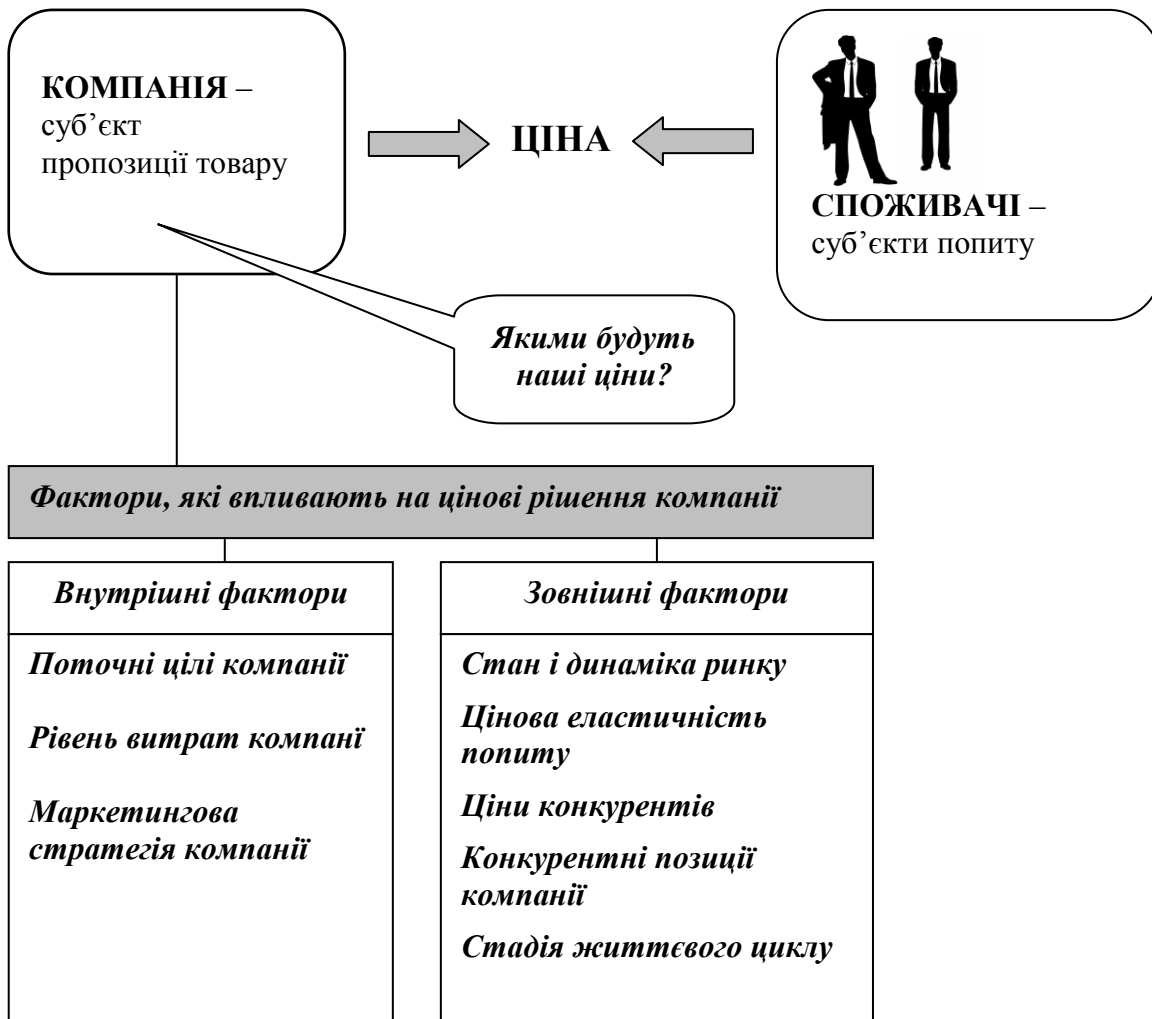 КОМПАНІЯ –
суб’єкт
пропозиції товару
ЦІНА
СПОЖИВАЧІ –
суб’єкти попиту
Якими будуть
наші ціни?
Фактори, які впливають на цінові рішення компанії
Внутрішні фактори
Поточні цілі компанії
Рівень витрат компанї
Маркетингова
стратегія компанії
Зовнішні фактори
Стан і динаміка ринку
Цінова еластичність
попиту
Ціни конкурентів
Конкурентні позиції
компанії
Стадія життєвого циклу